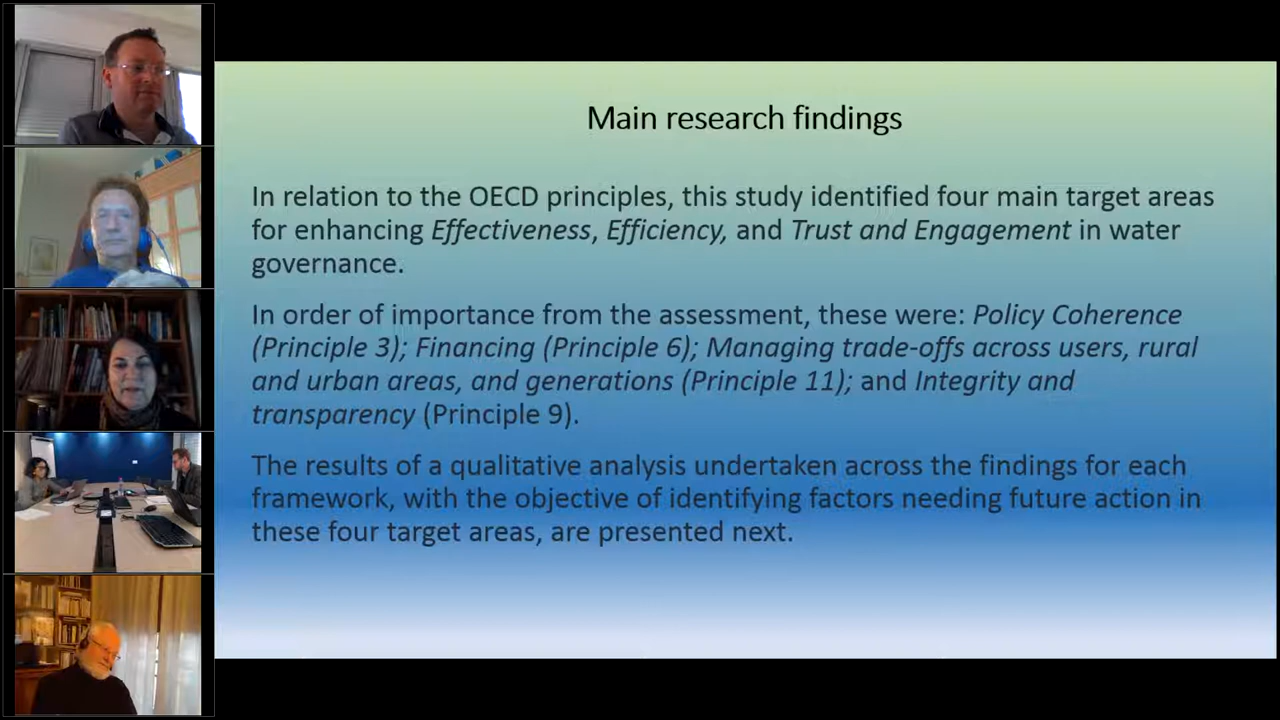 Main research findings
In relation to the OECD principles, this study identified four main target areas
for enhancing Effectiveness, Efficiency, and Trust and Engagement in water
governance.
In order of importance from the assessment, these were: Policy Coherence
(Principle 3); Financing (Principle 6); Managing trade-offs across users, rural
and urban areas, and generations (Principle 11); and Integrity and
transparency (Principle 9).
The results of a qualitative analysis undertaken across the findings for each
framework, with the objective of identifying factors needing future action in
these four target areas, are presented next.